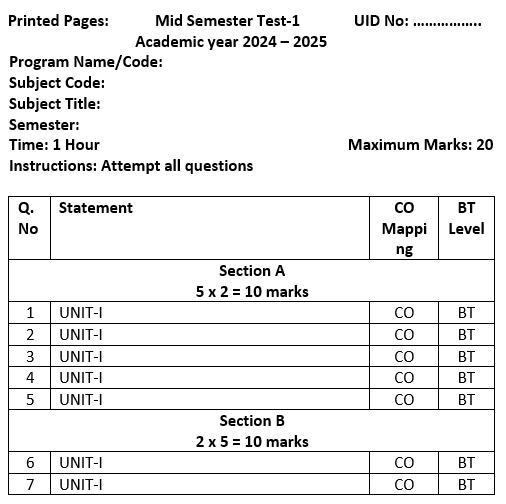 Printed Pages: Mid Semester Test-1 UID No: ................
Academic year 2024 – 2025
Program Name/Code:
Subject Code:
Subject Title:
Semester:
Time: 1 Hour Maximum Marks: 20
Instructions: Attempt all questions
Q. Statement CO BT
No Mappi Level
ng
Section A
5 x 2 = 10 marks
1 UNIT-I CO BT
2 UNIT-I CO BT
3 UNIT-I CO BT
4 UNIT-I CO BT
5 UNIT-I CO BT
Section B
2 x 5 = 10 marks
6 UNIT-I CO BT
7 UNIT-I CO BT